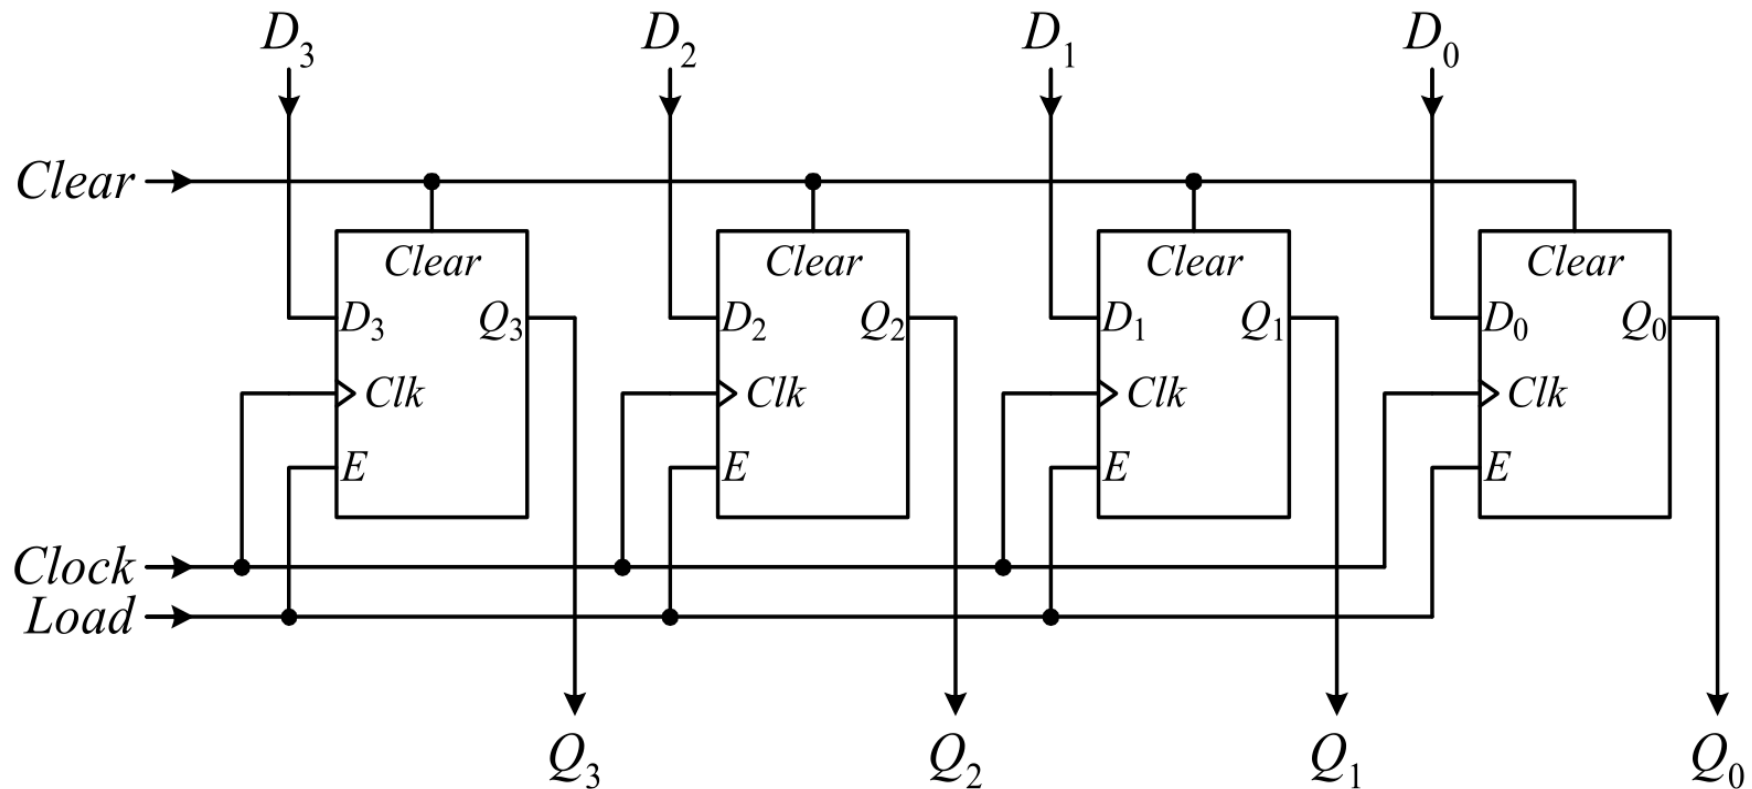 D₃ D₂ D₁ D₀
Clear
Clear Clear Clear Clear
D₃ Q₃ D₂ Q₂ D₁ Q₁ D₀ Q₀
Clk Clk Clk Clk
E E E E
Clock
Load
Q₃ Q₂ Q₁ Q₀